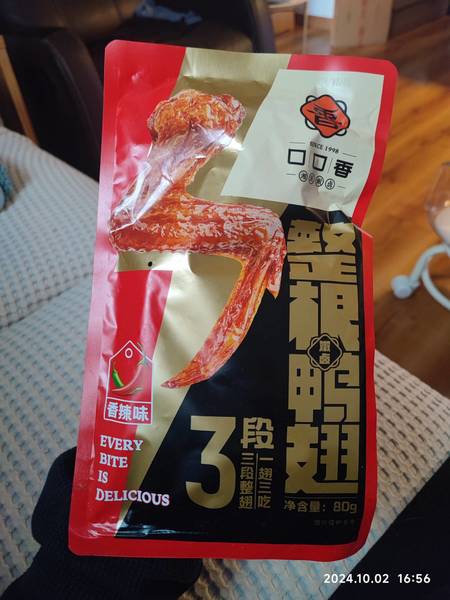 香
SINCE 1998
口口香
整根鸭翅
香辣味
EVERY
BITE
IS
DELICIOUS
3段
一翅三吃
三段整翅
净含量：80g
2024.10.02 16:56